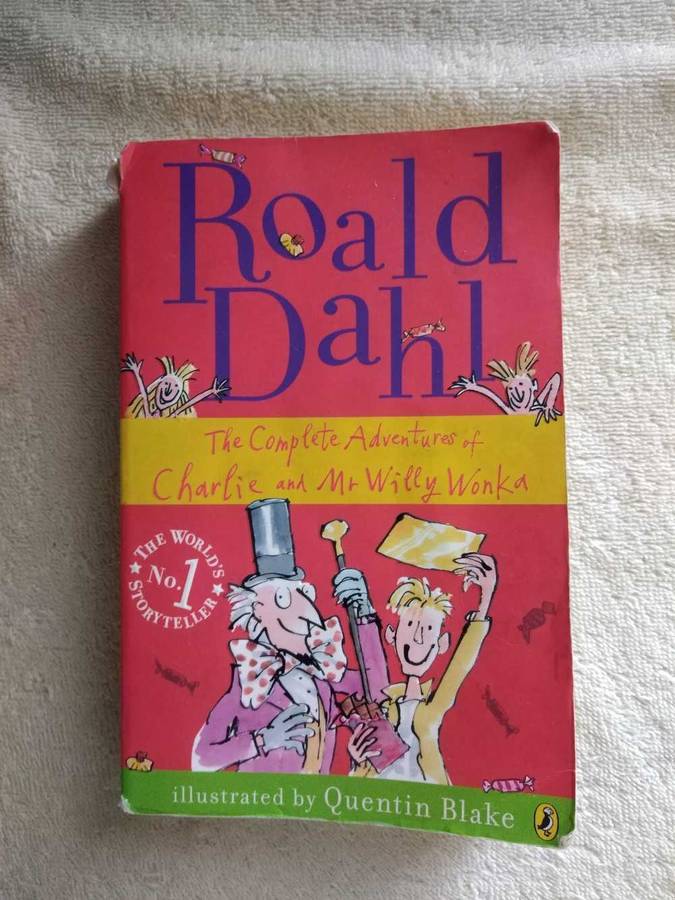 Roald
Dahl
The Complete Adventures of
Charlie and Mr Willy Wonka
THE WORLD'S
No.1
STORYTELLER
illustrated by Quentin Blake